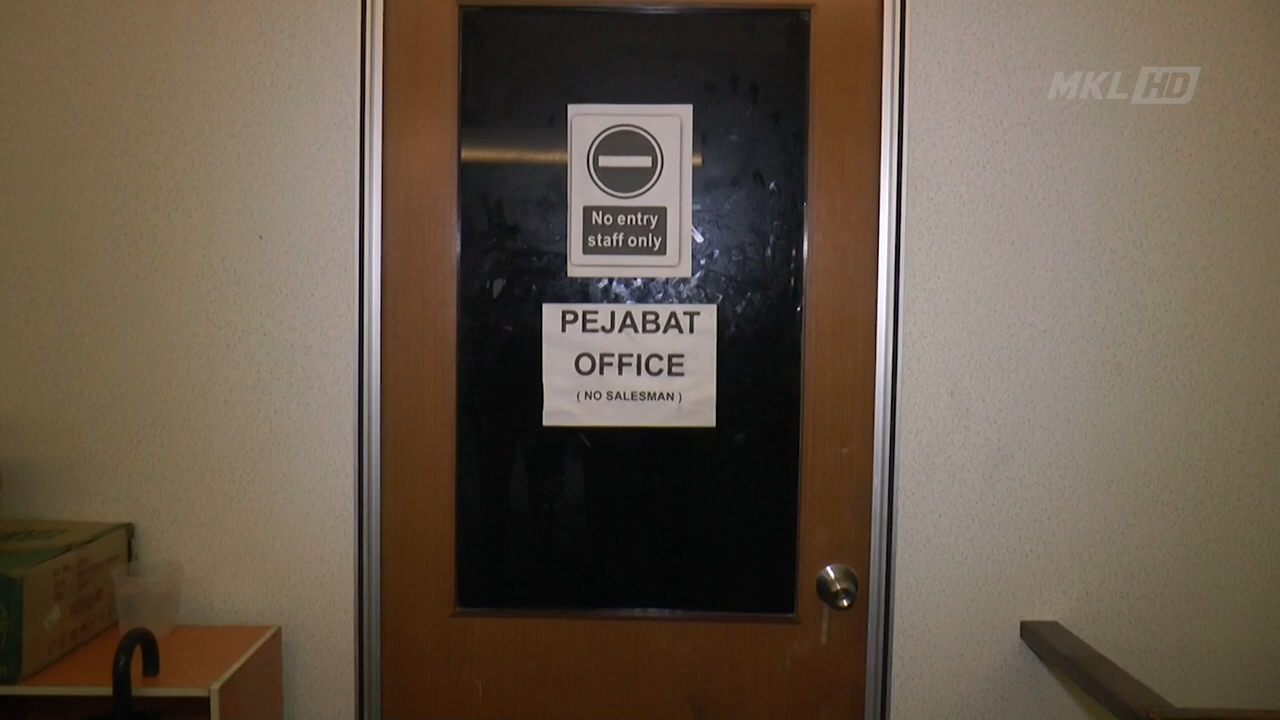 MKL HD
No entry
staff only
PEJABAT
OFFICE
( NO SALESMAN )